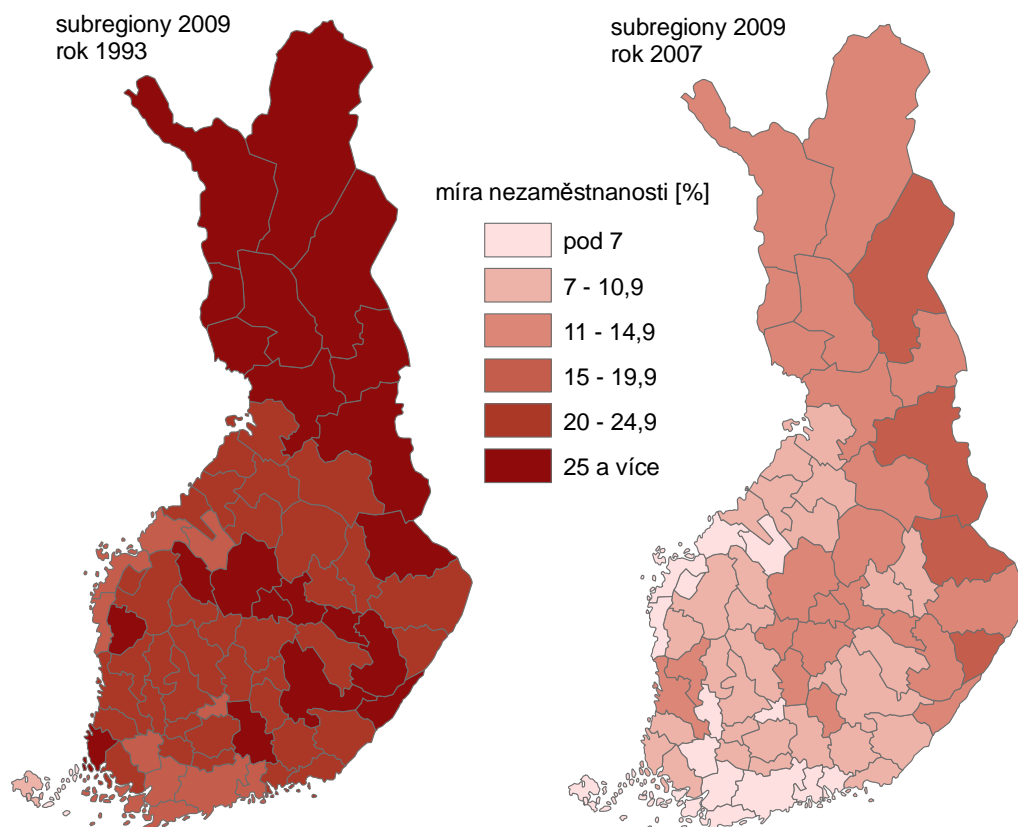 subregiony 2009
rok 1993
subregiony 2009
rok 2007
míra nezaměstnanosti [%]
pod 7
7 - 10,9
11 - 14,9
15 - 19,9
20 - 24,9
25 a více